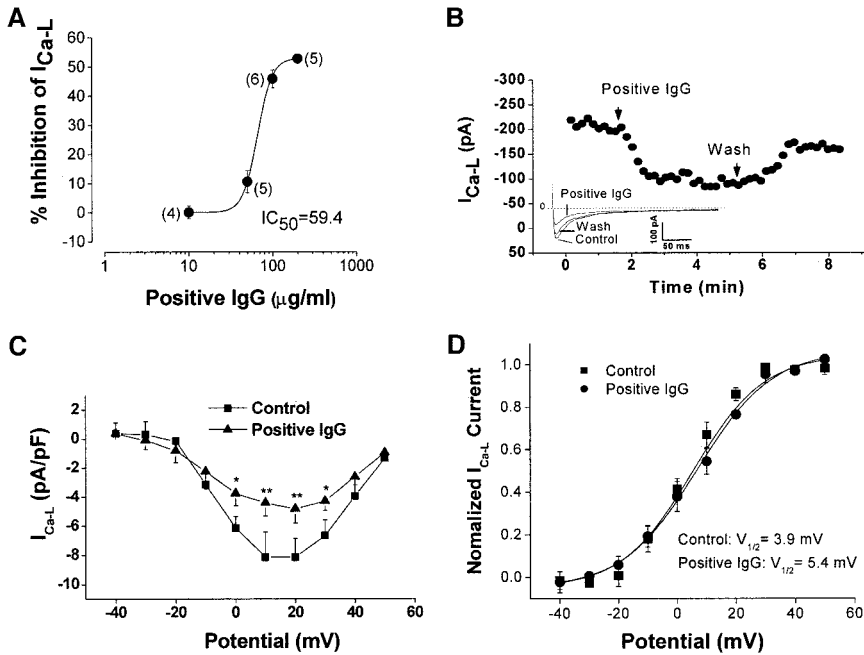 A
% Inhibition of ICa-L
60
50
40
30
20
10
0
-10
(4)
(5)
(6)
(5)
IC50=59.4
1
10
100
1000
Positive IgG (μg/ml)
B
ICa-L (pA)
-300
-250
-200
-150
-100
-50
0
50
Positive IgG
Wash
0
Positive IgG
Wash
Control
100 pA
50 ms
0
2
4
6
8
Time (min)
C
ICa-L (pA/pF)
4
2
0
-2
-4
-6
-8
-10
Control
Positive IgG
*
**
**
*
-40
-20
0
20
40
60
Potential (mV)
D
Nomalized ICa-L Current
1.0
0.8
0.6
0.4
0.2
0.0
Control
Positive IgG
Control: V1/2= 3.9 mV
Positive IgG: V1/2= 5.4 mV
-60
-40
-20
0
20
40
60
Potential (mV)